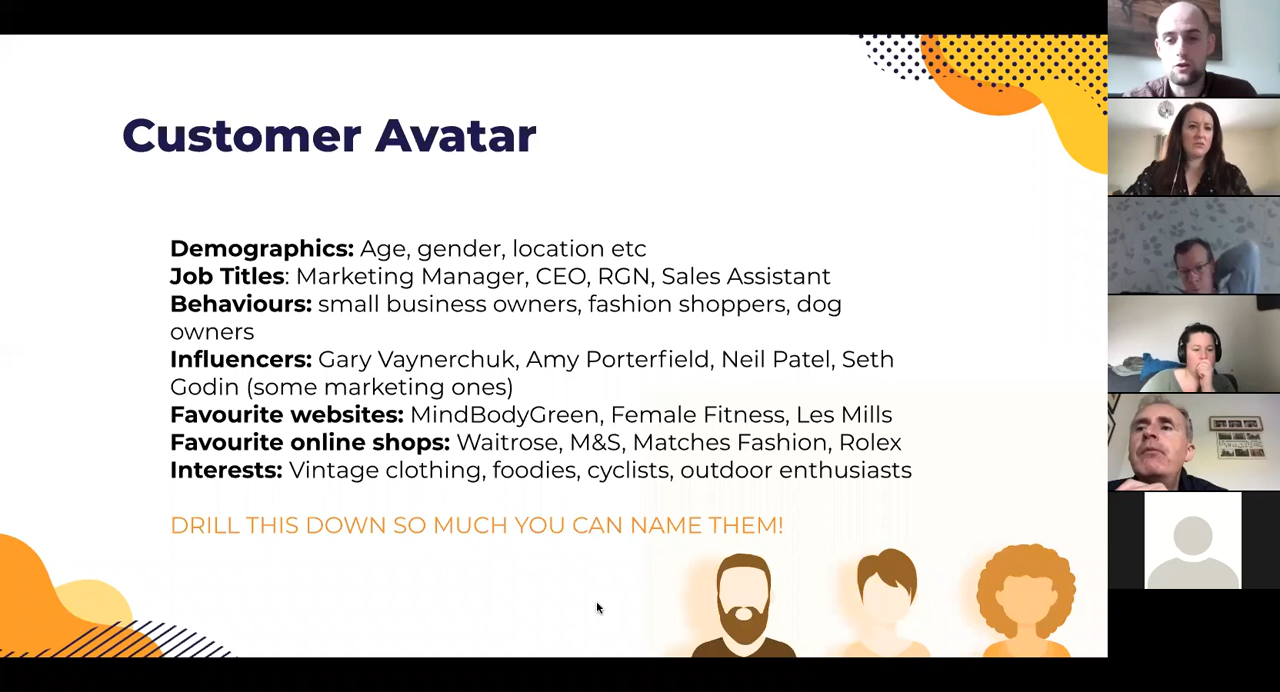 Customer Avatar
Demographics: Age, gender, location etc
Job Titles: Marketing Manager, CEO, RGN, Sales Assistant
Behaviours: small business owners, fashion shoppers, dog
owners
Influencers: Gary Vaynerchuk, Amy Porterfield, Neil Patel, Seth
Godin (some marketing ones)
Favourite websites: MindBodyGreen, Female Fitness, Les Mills
Favourite online shops: Waitrose, M&S, Matches Fashion, Rolex
Interests: Vintage clothing, foodies, cyclists, outdoor enthusiasts
DRILL THIS DOWN SO MUCH YOU CAN NAME THEM!